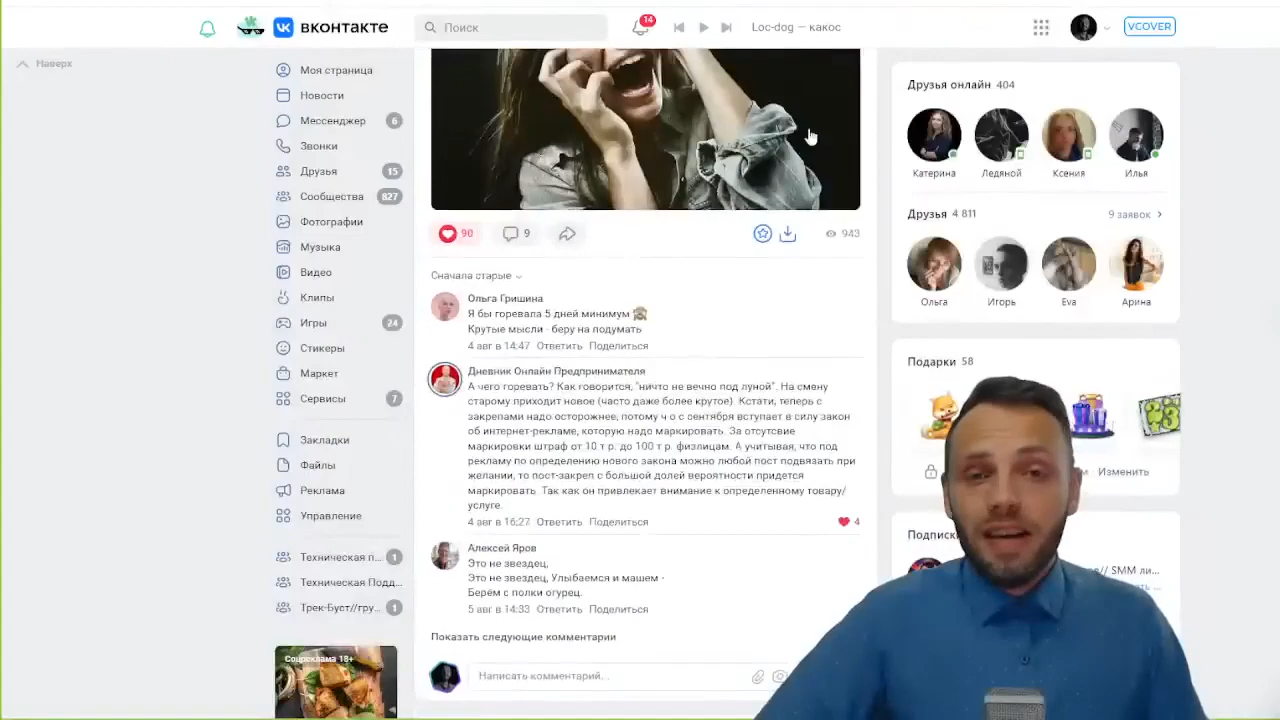 вконтакте
Поиск
14
Loc-dog — какос
VCOVER
Наверх
Моя страница
Новости
Мессенджер 6
Звонки
Друзья 15
Сообщества 827
Фотографии
Музыка
Видео
Клипы
Игры 24
Стикеры
Маркет
Сервисы 7
Закладки
Файлы
Реклама
Управление
Техническая п... 1
Техническая Подд...
Трек-Буст//гру... 1
Соцреклама 18+
90
9
943
Сначала старые
Ольга Гришина
Я бы горевала 5 дней минимум
Крутые мысли - беру на подумать
4 авг в 14:47 Ответить Поделиться
Дневник Онлайн Предпринимателя
А чего горевать? Как говорится, "ничто не вечно под луной". На смену
старому приходит новое (часто даже более крутое). Кстати, теперь с
закрепами надо осторожнее, потому ч о с сентября вступает в силу закон
об интернет-рекламе, которую надо маркировать. За отсутсвие
маркировки штраф от 10 т р. до 100 т р. физлицам. А учитывая, что под
рекламу по определению нового закона можно любой пост подвязать при
желании, то пост-закреп с большой долей вероятности придется
маркировать. Так как он привлекает внимание к определенному товару/
услуге.
4 авг в 16:27 Ответить Поделиться
4
Алексей Яров
Это не звездец,
Это не звездец, Улыбаемся и машем -
Берём с полки огурец.
5 авг в 14:33 Ответить Поделиться
Показать следующие комментарии
Написать комментарий...
Друзья онлайн 404
Катерина
Ледяной
Ксения
Илья
Друзья 4 811
9 заявок
Ольга
Игорь
Eva
Арина
Подарки 58
Изменить
Подписк
// SMM ли...